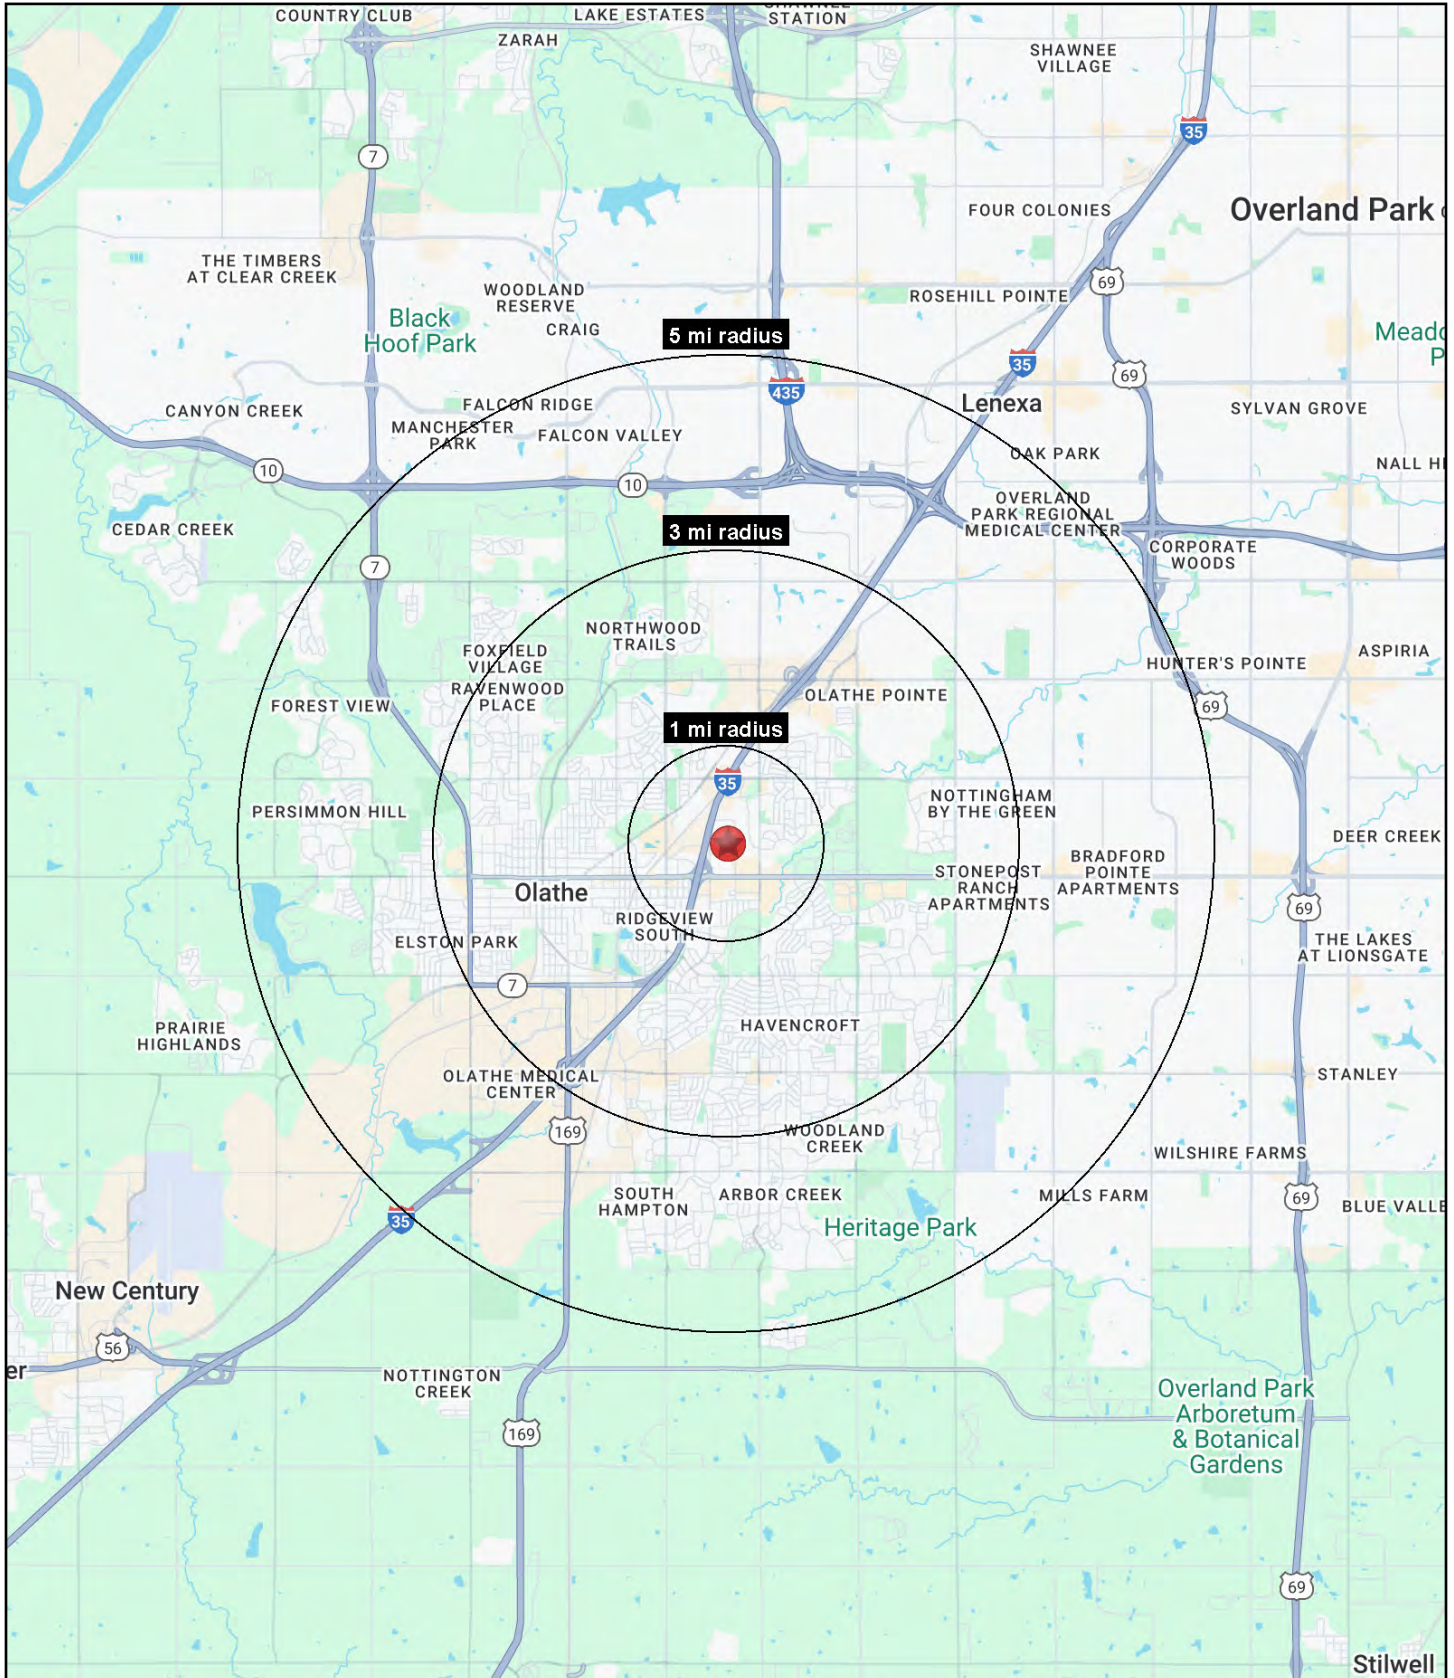 COUNTRY CLUB
LAKE ESTATES
SHAWNEE
STATION
ZARAH
SHAWNEE
VILLAGE
35
7
FOUR COLONIES
Overland Park
THE TIMBERS
AT CLEAR CREEK
WOODLAND
RESERVE
69
ROSEHILL POINTE
Black
Hoof Park
CRAIG
5 mi radius
35
69
435
CANYON CREEK
FALCON RIDGE
Lenexa
SYLVAN GROVE
MANCHESTER
PARK
FALCON VALLEY
OAK PARK
10
10
OVERLAND
PARK REGIONAL
MEDICAL CENTER
CEDAR CREEK
3 mi radius
CORPORATE
WOODS
7
NORTHWOOD
TRAILS
FOXFIELD
VILLAGE
HUNTER'S POINTE
ASPIRIA
RAVENWOOD
PLACE
OLATHE POINTE
FOREST VIEW
69
1 mi radius
35
PERSIMMON HILL
NOTTINGHAM
BY THE GREEN
DEER CREEK
BRADFORD
POINTE
APARTMENTS
STONEPOST
RANCH
APARTMENTS
Olathe
69
RIDGEVIEW
SOUTH
ELSTON PARK
THE LAKES
AT LIONSGATE
7
PRAIRIE
HIGHLANDS
HAVENCROFT
OLATHE MEDICAL
CENTER
STANLEY
169
WOODLAND
CREEK
WILSHIRE FARMS
SOUTH
HAMPTON
ARBOR CREEK
MILLS FARM
69
35
Heritage Park
New Century
56
er
NOTTINGTON
CREEK
Overland Park
Arboretum
& Botanical
Gardens
169
69
Stilwell